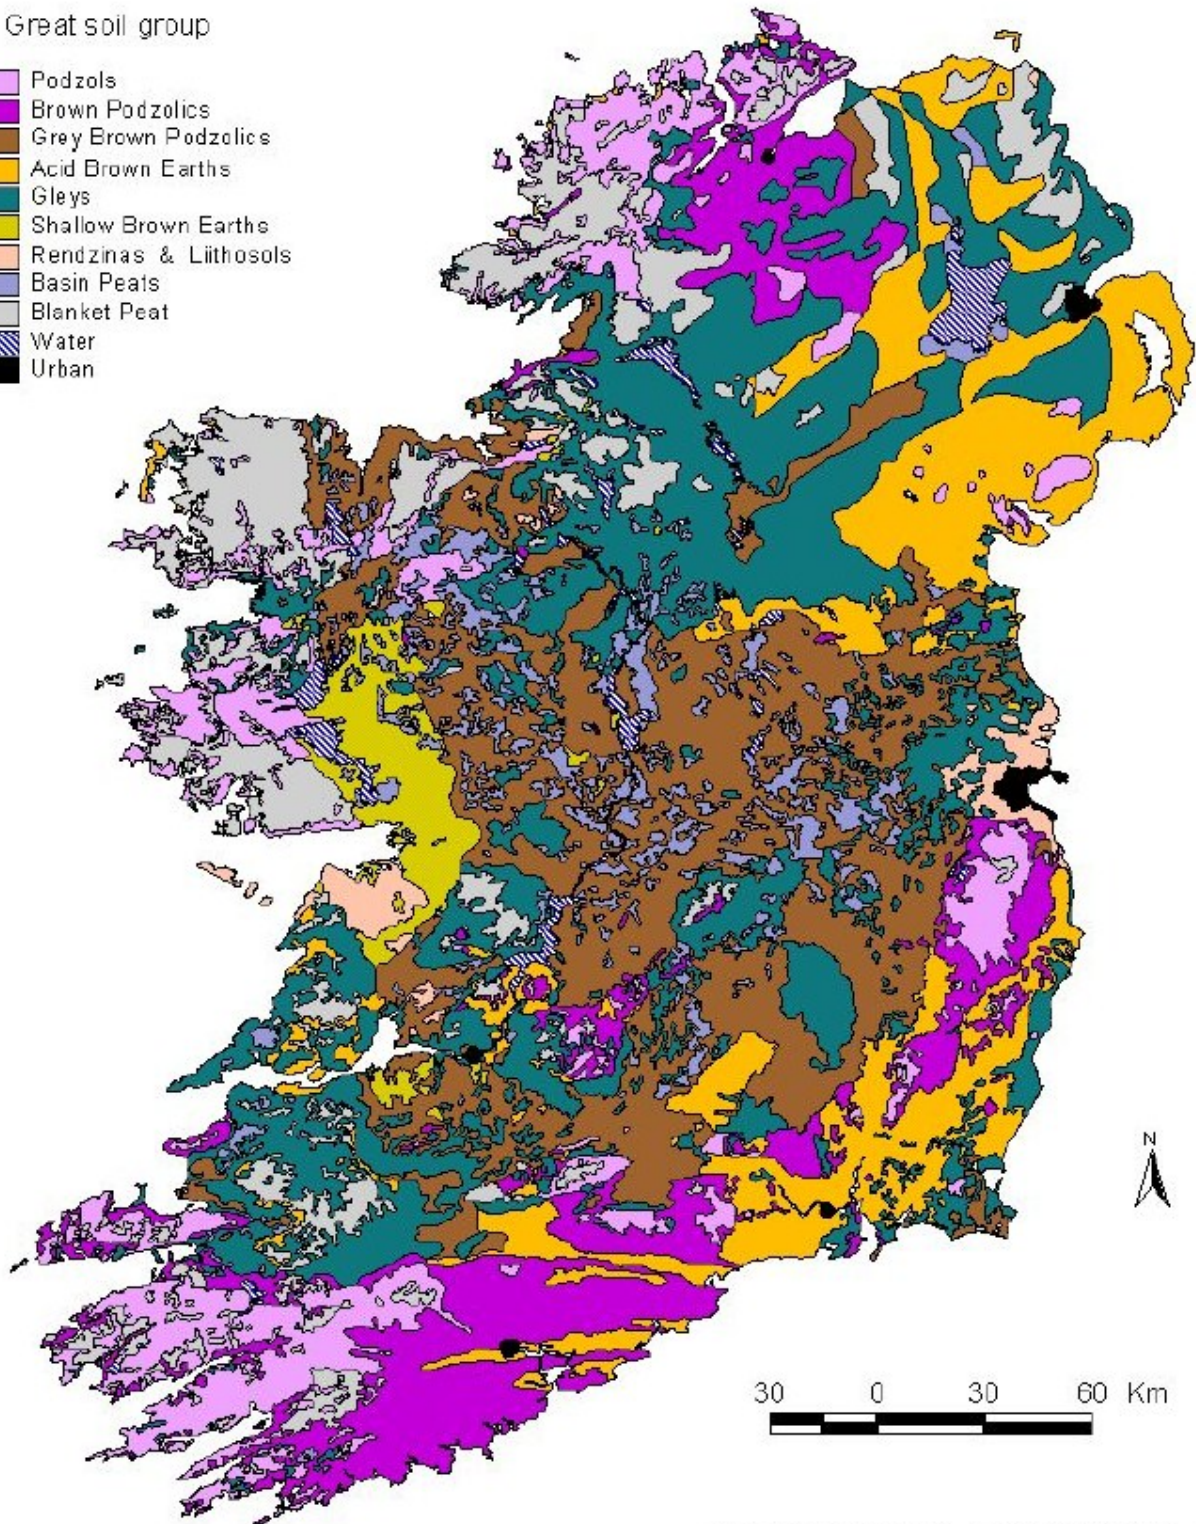 Great soil group
Podzols
Brown Podzolics
Grey Brown Podzolics
Acid Brown Earths
Gleys
Shallow Brown Earths
Rendzinas & Liithosols
Basin Peats
Blanket Peat
Water
Urban
N
30 0 30 60 Km